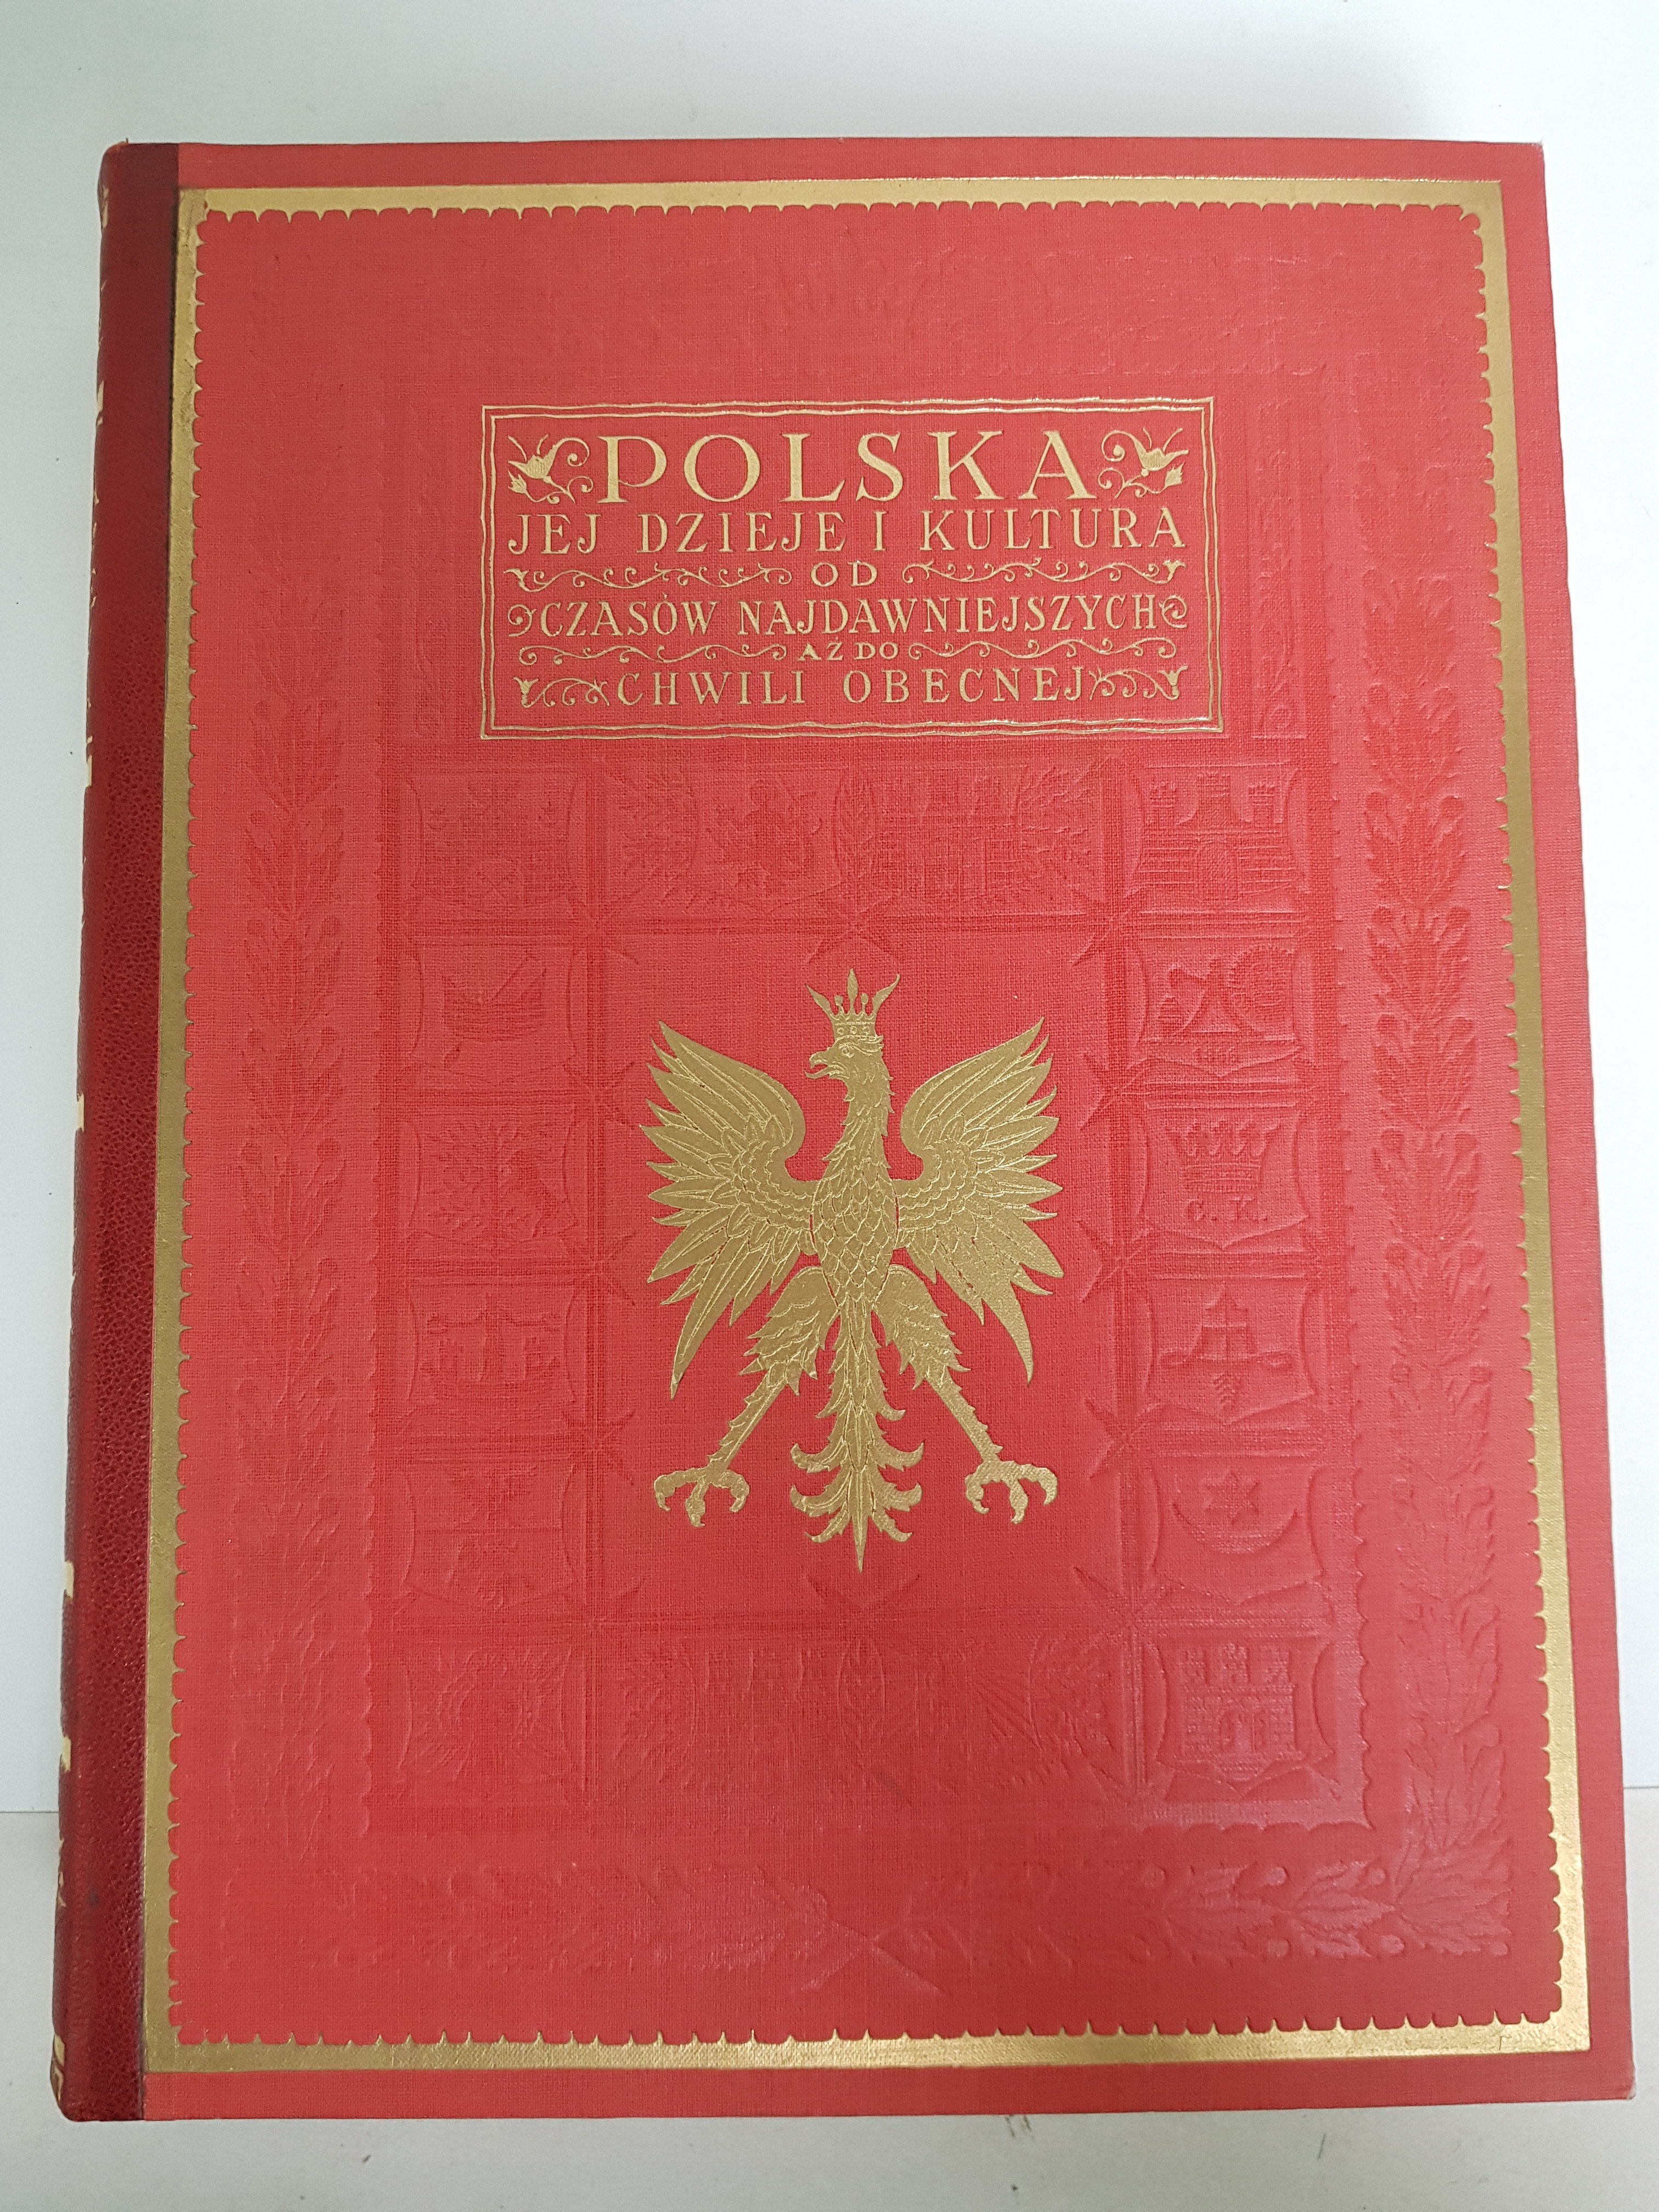 POLSKA
JEJ DZIEJE I KULTURA
OD
CZASÓW NAJDAWNIEJSZYCH
AŻ DO
CHWILI OBECNEJ
C. K.